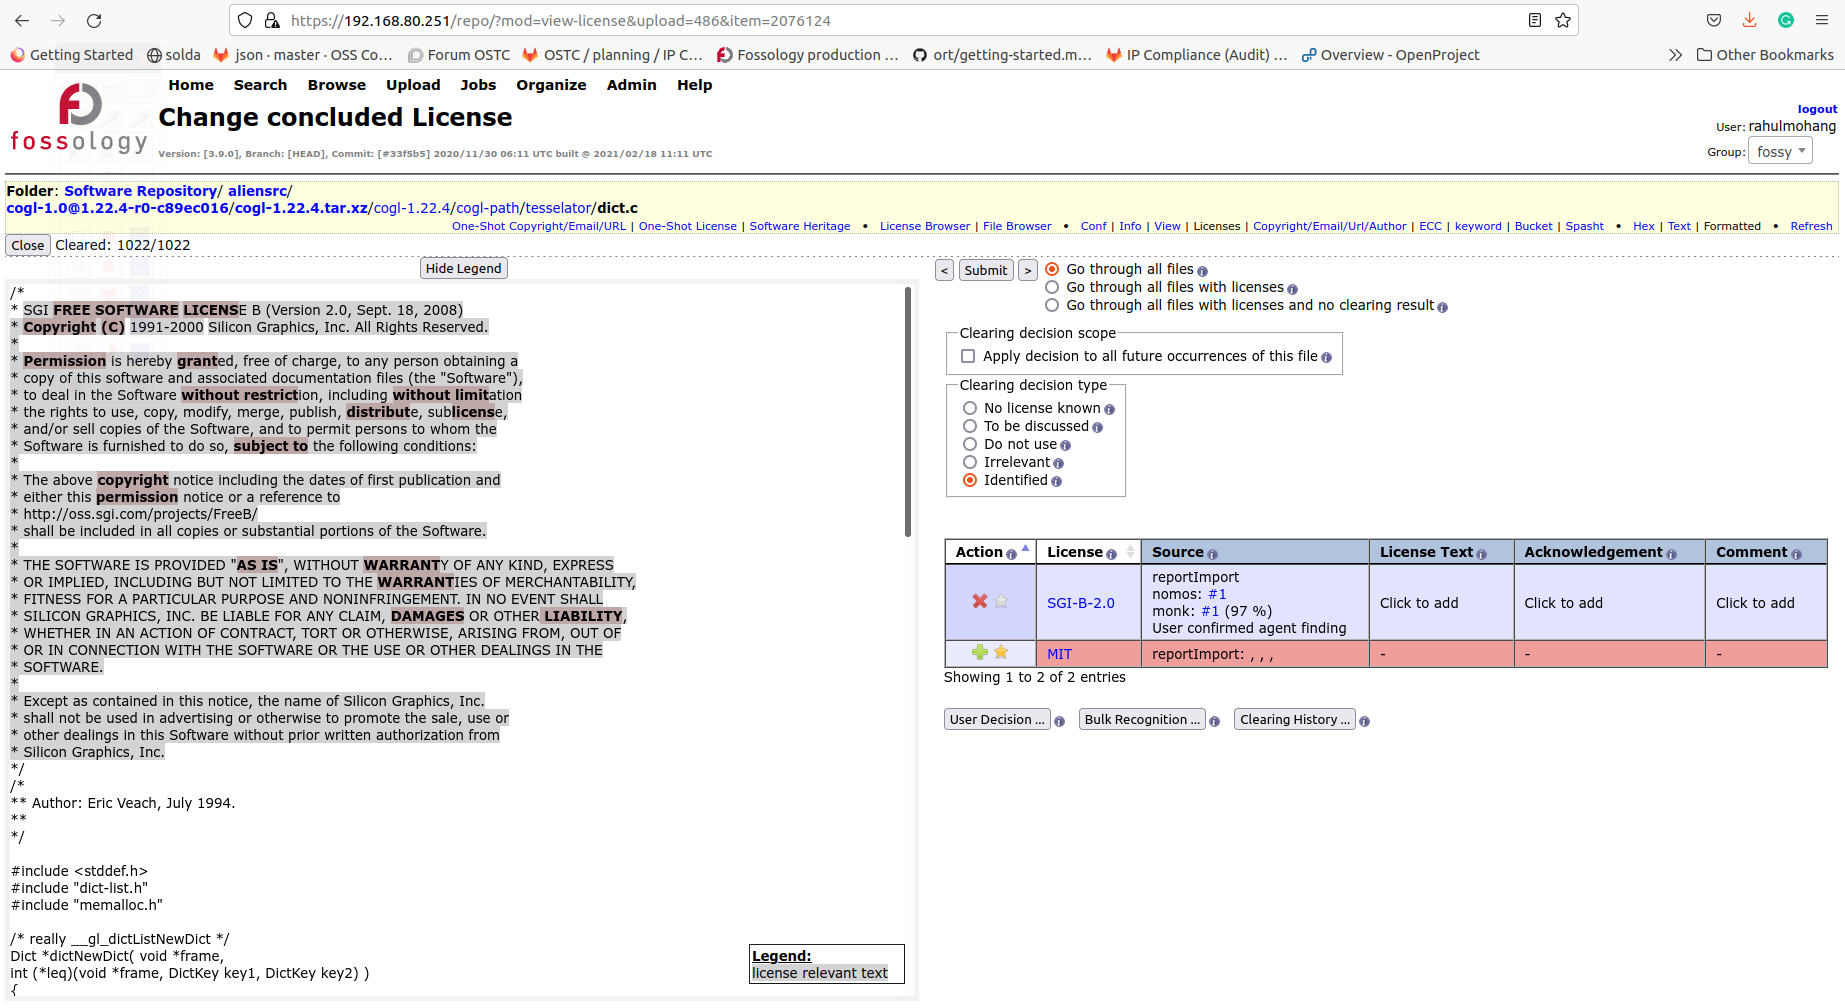 https://192.168.80.251/repo/?mod=view-license&upload=486&item=2076124
Getting Started solda json · master · OSS Co… Forum OSTC OSTC / planning / IP C… Fossology production … ort/getting-started.m… IP Compliance (Audit) … Overview - OpenProject Other Bookmarks
Home Search Browse Upload Jobs Organize Admin Help
fossology
Change concluded License
Version: [3.9.0], Branch: [HEAD], Commit: [#33f5b5] 2020/11/30 06:11 UTC built @ 2021/02/18 11:11 UTC
logout
User: rahulmohang
Group: fossy
Folder: Software Repository/ aliensrc/
cogl-1.0@1.22.4-r0-c89ec016/cogl-1.22.4.tar.xz/cogl-1.22.4/cogl-path/tesselator/dict.c
One-Shot Copyright/Email/URL | One-Shot License | Software Heritage • License Browser | File Browser • Conf | Info | View | Licenses | Copyright/Email/Url/Author | ECC | keyword | Bucket | Spasht • Hex | Text | Formatted • Refresh
Close Cleared: 1022/1022
Hide Legend
/*
* SGI FREE SOFTWARE LICENSE B (Version 2.0, Sept. 18, 2008)
* Copyright (C) 1991-2000 Silicon Graphics, Inc. All Rights Reserved.
*
* Permission is hereby granted, free of charge, to any person obtaining a
* copy of this software and associated documentation files (the "Software"),
* to deal in the Software without restriction, including without limitation
* the rights to use, copy, modify, merge, publish, distribute, sublicense,
* and/or sell copies of the Software, and to permit persons to whom the
* Software is furnished to do so, subject to the following conditions:
*
* The above copyright notice including the dates of first publication and
* either this permission notice or a reference to
* http://oss.sgi.com/projects/FreeB/
* shall be included in all copies or substantial portions of the Software.
*
* THE SOFTWARE IS PROVIDED "AS IS", WITHOUT WARRANTY OF ANY KIND, EXPRESS
* OR IMPLIED, INCLUDING BUT NOT LIMITED TO THE WARRANTIES OF MERCHANTABILITY,
* FITNESS FOR A PARTICULAR PURPOSE AND NONINFRINGEMENT. IN NO EVENT SHALL
* SILICON GRAPHICS, INC. BE LIABLE FOR ANY CLAIM, DAMAGES OR OTHER LIABILITY,
* WHETHER IN AN ACTION OF CONTRACT, TORT OR OTHERWISE, ARISING FROM, OUT OF
* OR IN CONNECTION WITH THE SOFTWARE OR THE USE OR OTHER DEALINGS IN THE
* SOFTWARE.
*
* Except as contained in this notice, the name of Silicon Graphics, Inc.
* shall not be used in advertising or otherwise to promote the sale, use or
* other dealings in this Software without prior written authorization from
* Silicon Graphics, Inc.
*/
/*
** Author: Eric Veach, July 1994.
**
*/
#include <stddef.h>
#include "dict-list.h"
#include "memalloc.h"
/* really __gl_dictListNewDict */
Dict *dictNewDict( void *frame,
int (*leq)(void *frame, DictKey key1, DictKey key2) )
{
Legend:
license relevant text
< Submit > Go through all files
Go through all files with licenses
Go through all files with licenses and no clearing result
Clearing decision scope
Apply decision to all future occurrences of this file
Clearing decision type
No license known
To be discussed
Do not use
Irrelevant
Identified
Action License Source License Text Acknowledgement Comment
reportImport
nomos: #1
SGI-B-2.0 monk: #1 (97 %) Click to add Click to add Click to add
User confirmed agent finding
MIT reportImport: , , , - - -
Showing 1 to 2 of 2 entries
User Decision ... Bulk Recognition ... Clearing History ...